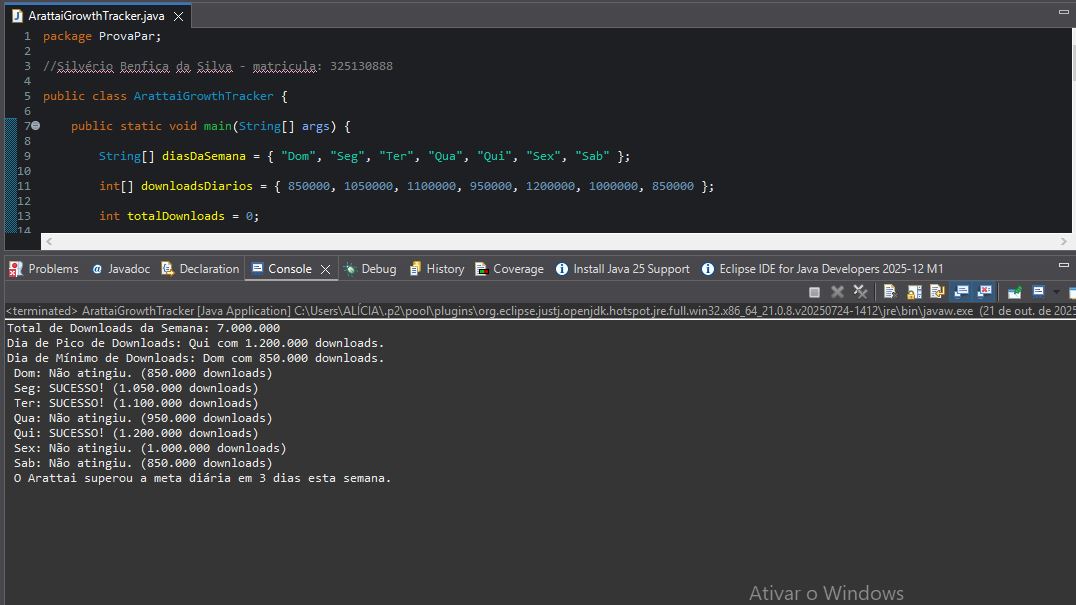 ArattaiGrowthTracker.java
1 package ProvaPar;
2
3 //Silvério Benfica da Silva - matricula: 325130888
4
5 public class ArattaiGrowthTracker {
6
7 public static void main(String[] args) {
8
9 String[] diasDaSemana = { "Dom", "Seg", "Ter", "Qua", "Qui", "Sex", "Sab" };
10
11 int[] downloadsDiarios = { 850000, 1050000, 1100000, 950000, 1200000, 1000000, 850000 };
12
13 int totalDownloads = 0;
14
Problems Javadoc Declaration Console Debug History Coverage Install Java 25 Support Eclipse IDE for Java Developers 2025-12 M1
<terminated> ArattaiGrowthTracker [Java Application] C:\Users\ALÍCIA\.p2\pool\plugins\org.eclipse.justj.openjdk.hotspot.jre.full.win32.x86_64_21.0.8.v20250724-1412\jre\bin\javaw.exe (21 de out. de 2025
Total de Downloads da Semana: 7.000.000
Dia de Pico de Downloads: Qui com 1.200.000 downloads.
Dia de Mínimo de Downloads: Dom com 850.000 downloads.
Dom: Não atingiu. (850.000 downloads)
Seg: SUCESSO! (1.050.000 downloads)
Ter: SUCESSO! (1.100.000 downloads)
Qua: Não atingiu. (950.000 downloads)
Qui: SUCESSO! (1.200.000 downloads)
Sex: Não atingiu. (1.000.000 downloads)
Sab: Não atingiu. (850.000 downloads)
O Arattai superou a meta diária em 3 dias esta semana.
Ativar o Windows